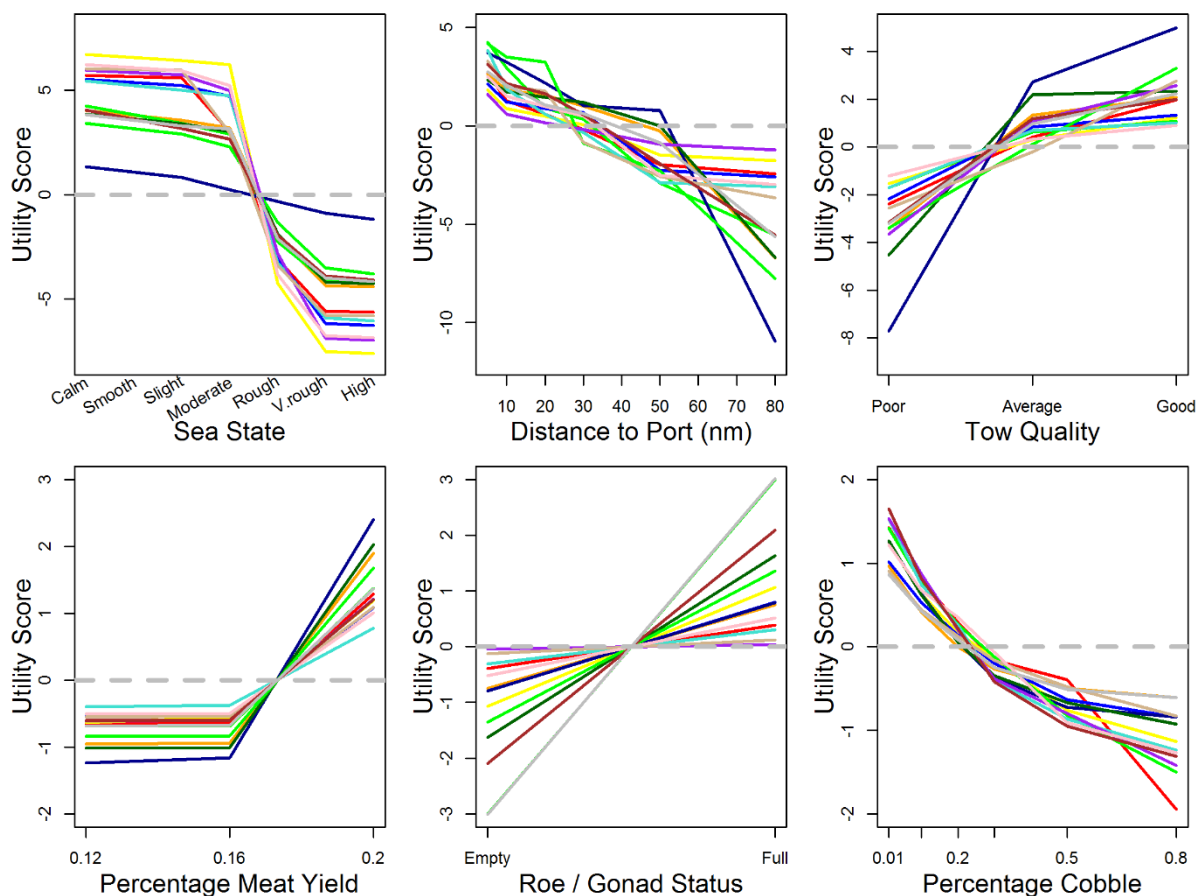 Utility Score
5
0
-5
Calm
Smooth
Slight
Moderate
Rough
V.rough
High
Sea State
Utility Score
5
0
-5
-10
10
20
30
40
50
60
70
80
Distance to Port (nm)
Utility Score
4
2
0
-2
-4
-6
-8
Poor
Average
Good
Tow Quality
Utility Score
3
2
1
0
-1
-2
0.12
0.16
0.2
Percentage Meat Yield
Utility Score
3
2
1
0
-1
-2
-3
Empty
Full
Roe / Gonad Status
Utility Score
2
1
0
-1
-2
0.01
0.2
0.5
0.8
Percentage Cobble